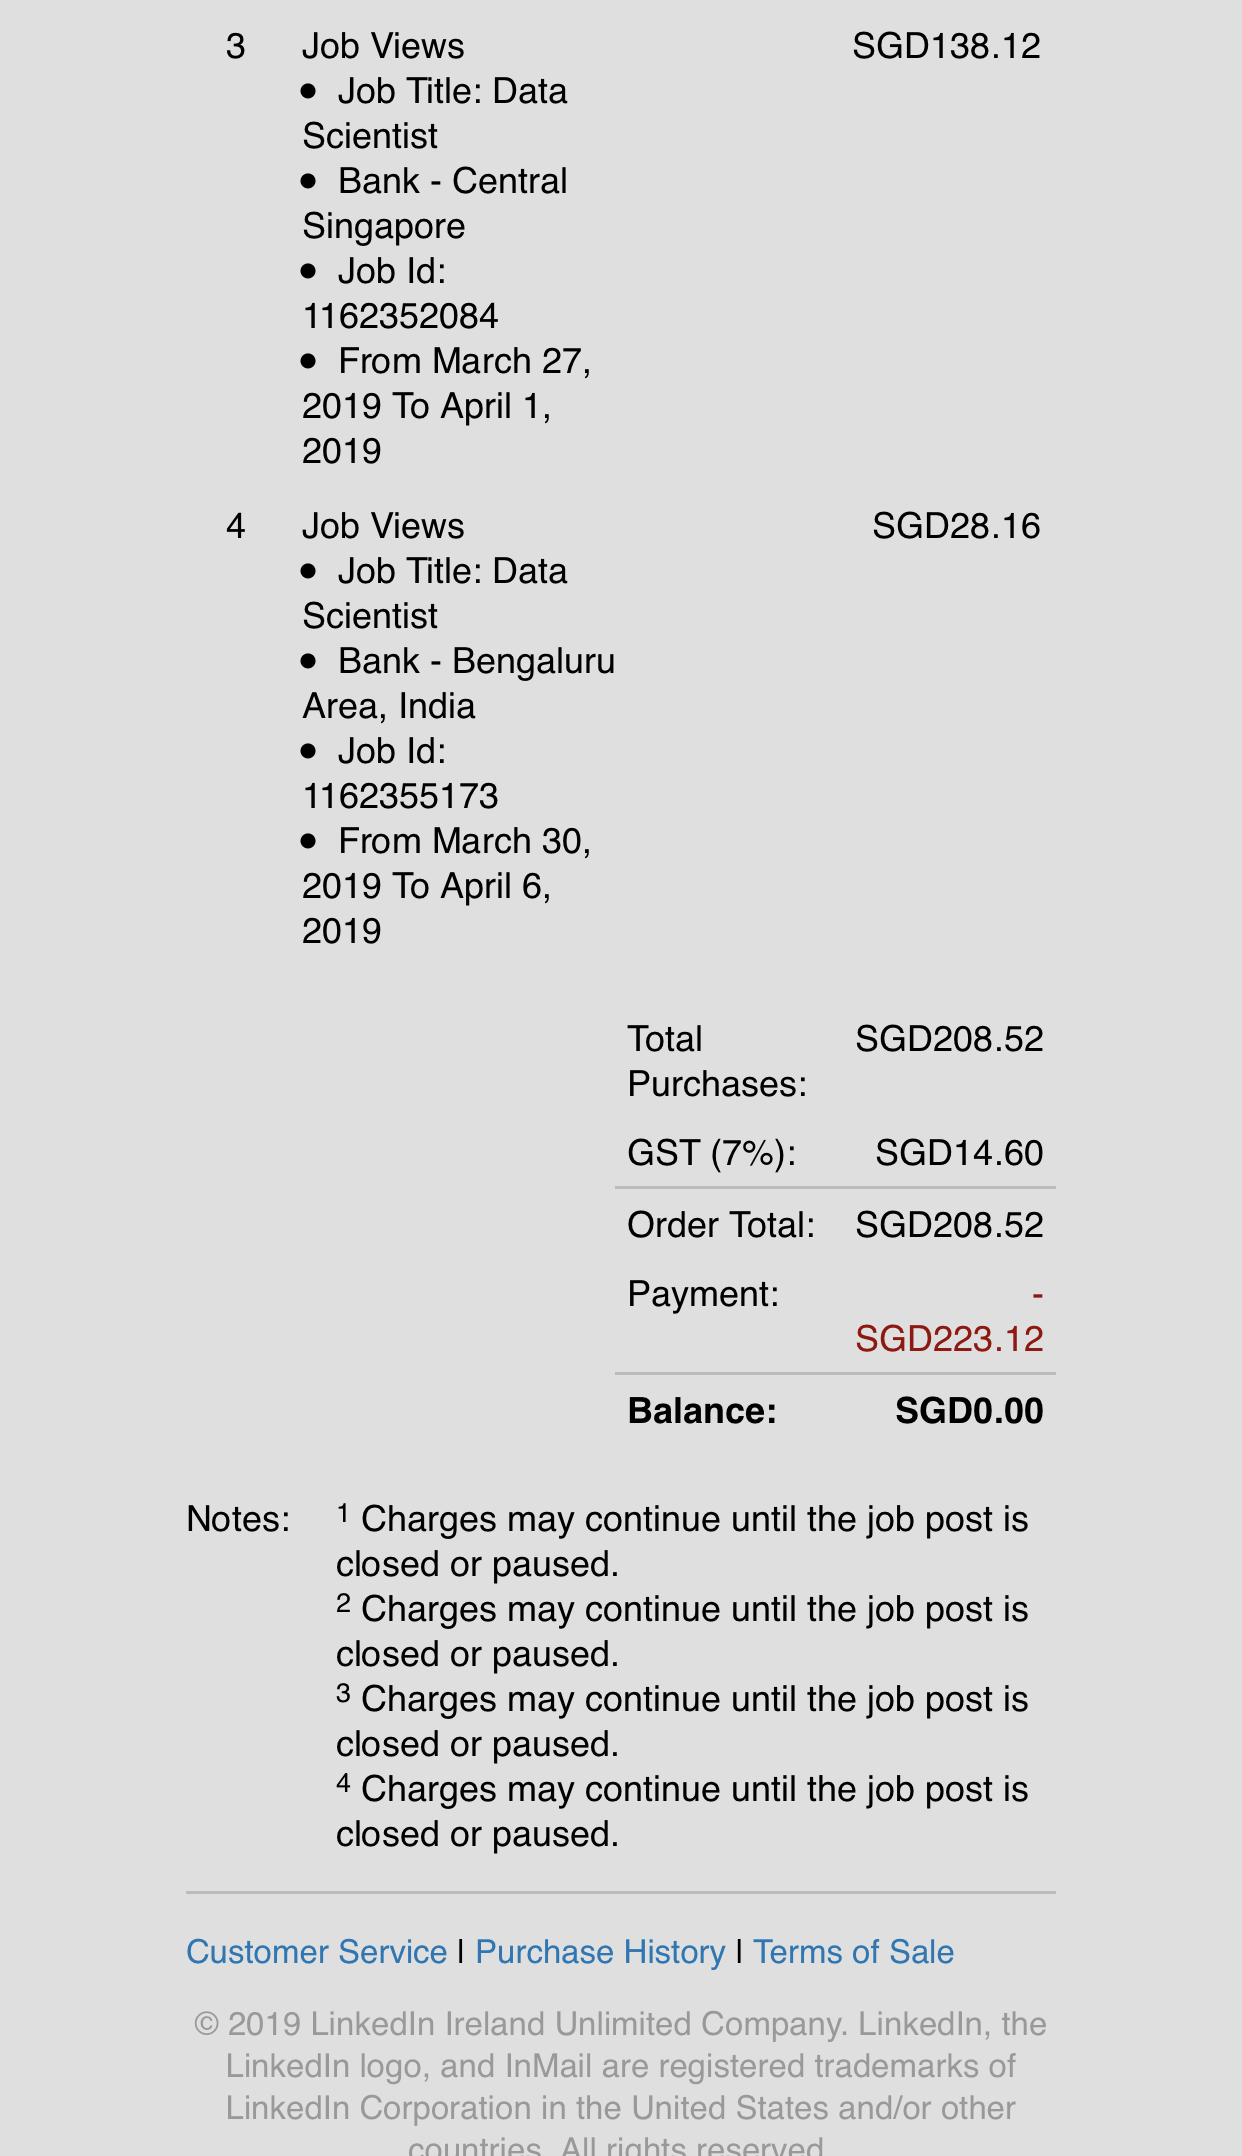 3 Job Views SGD138.12
● Job Title: Data
Scientist
● Bank - Central
Singapore
● Job Id:
1162352084
● From March 27,
2019 To April 1,
2019
4 Job Views SGD28.16
● Job Title: Data
Scientist
● Bank - Bengaluru
Area, India
● Job Id:
1162355173
● From March 30,
2019 To April 6,
2019
Total SGD208.52
Purchases:
GST (7%): SGD14.60
Order Total: SGD208.52
Payment: -
SGD223.12
Balance: SGD0.00
Notes: ¹ Charges may continue until the job post is
closed or paused.
² Charges may continue until the job post is
closed or paused.
³ Charges may continue until the job post is
closed or paused.
⁴ Charges may continue until the job post is
closed or paused.
Customer Service | Purchase History | Terms of Sale
© 2019 LinkedIn Ireland Unlimited Company. LinkedIn, the
LinkedIn logo, and InMail are registered trademarks of
LinkedIn Corporation in the United States and/or other
countries. All rights reserved.